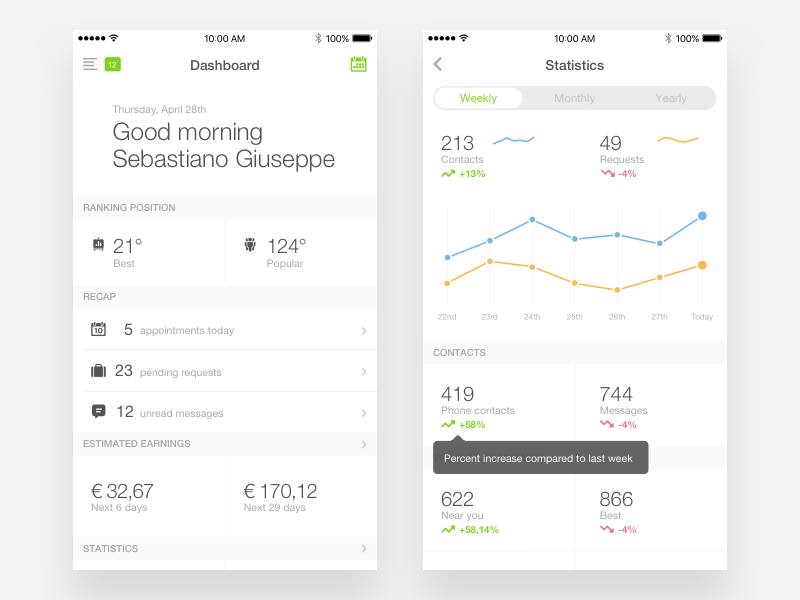 10:00 AM
100%
12
Dashboard
Thursday, April 28th
Good morning
Sebastiano Giuseppe
RANKING POSITION
21°
Best
124°
Popular
RECAP
10
5 appointments today
23 pending requests
12 unread messages
ESTIMATED EARNINGS
€ 32,67
Next 6 days
€ 170,12
Next 29 days
STATISTICS
10:00 AM
100%
Statistics
Weekly
Monthly
Yearly
213
Contacts
+13%
49
Requests
-4%
22nd
23rd
24th
25th
26th
27th
Today
CONTACTS
419
Phone contacts
+58%
744
Messages
-4%
Percent increase compared to last week
622
Near you
+58,14%
866
Best
-4%